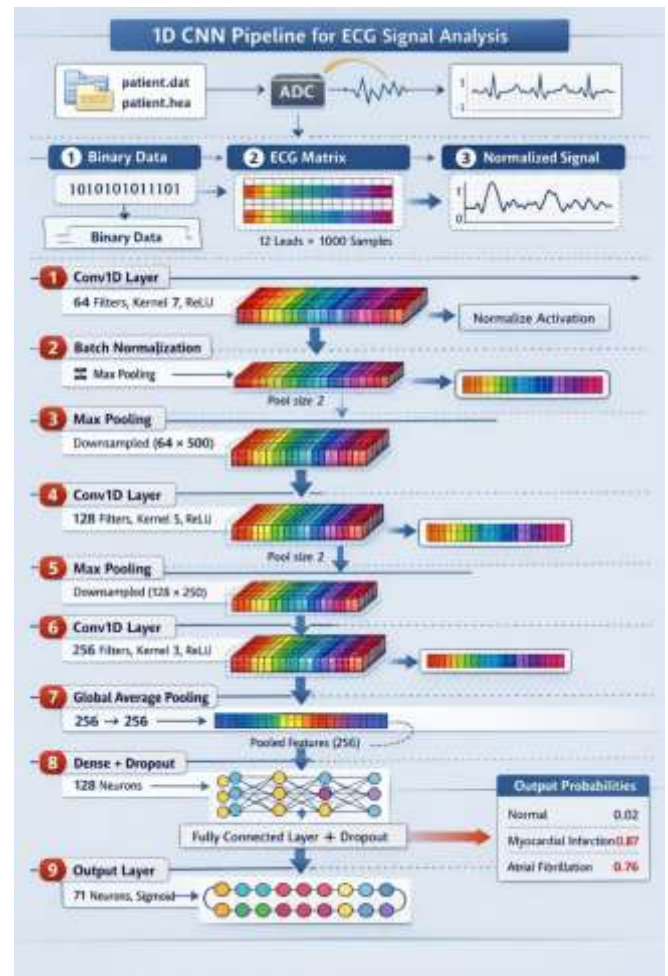 1D CNN Pipeline for ECG Signal Analysis
patient.dat
patient.hea
ADC
1
-1
1 Binary Data
2 ECG Matrix
3 Normalized Signal
1010101011101
Binary Data
12 Leads × 1000 Samples
1
0
1 Conv1D Layer
64 Filters, Kernel 7, ReLU
Normalize Activation
2 Batch Normalization
Max Pooling
Pool size 2
3 Max Pooling
Downsampled (64 × 500)
4 Conv1D Layer
128 Filters, Kernel 5, ReLU
Pool size 2
5 Max Pooling
Downsampled (128 × 250)
6 Conv1D Layer
256 Filters, Kernel 3, ReLU
7 Global Average Pooling
256 → 256
Pooled Features (256)
8 Dense + Dropout
128 Neurons
Fully Connected Layer + Dropout
Output Probabilities
Normal 0.02
Myocardial Infarction 0.87
Atrial Fibrillation 0.76
9 Output Layer
71 Neurons, Sigmoid